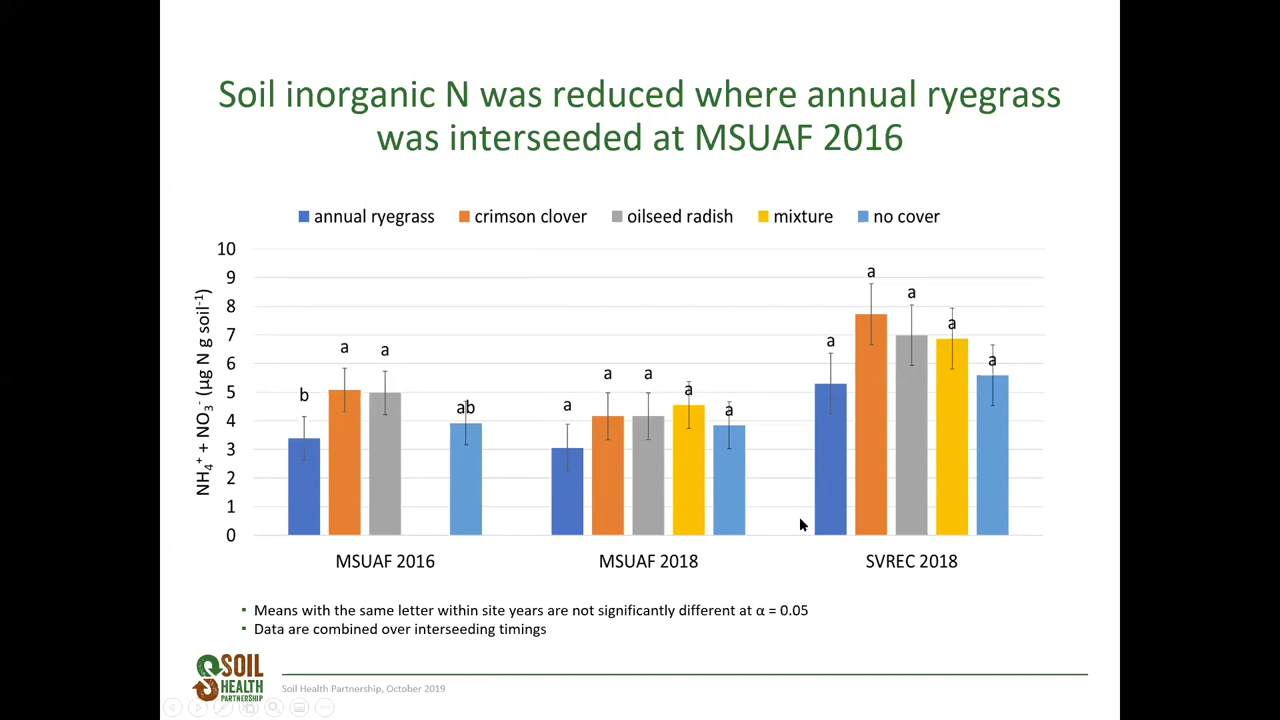 Soil inorganic N was reduced where annual ryegrass
was interseeded at MSUAF 2016
annual ryegrass crimson clover oilseed radish mixture no cover
NH₄⁺ + NO₃⁻ (µg N g soil⁻¹)
10
9
8
7
6
5
4
3
2
1
0
b a a ab
a a a a a
a a a a a
MSUAF 2016 MSUAF 2018 SVREC 2018
▪ Means with the same letter within site years are not significantly different at α = 0.05
▪ Data are combined over interseeding timings
SOIL
HEALTH
PARTNERSHIP
Soil Health Partnership, October 2019